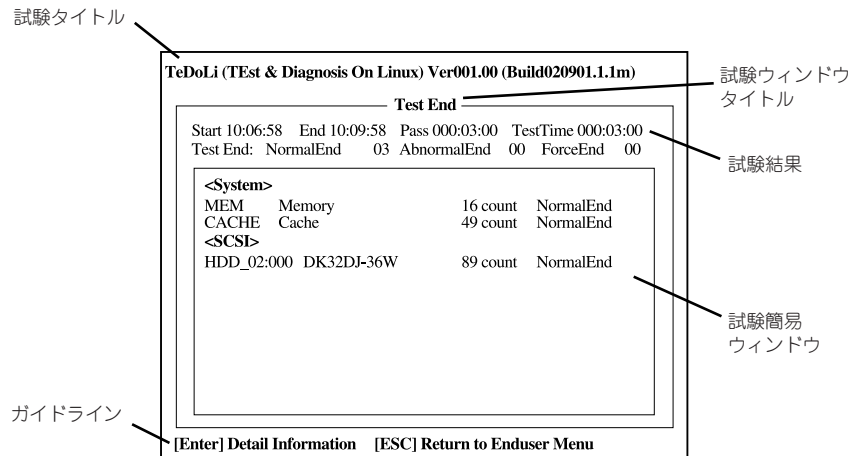 試験タイトル
TeDoLi (TEst & Diagnosis On Linux) Ver001.00 (Build020901.1.1m)
試験ウィンドウ
タイトル
Test End
Start 10:06:58 End 10:09:58 Pass 000:03:00 TestTime 000:03:00
Test End: NormalEnd 03 AbnormalEnd 00 ForceEnd 00
試験結果
<System>
MEM Memory 16 count NormalEnd
CACHE Cache 49 count NormalEnd
<SCSI>
HDD_02:000 DK32DJ-36W 89 count NormalEnd
試験簡易
ウィンドウ
ガイドライン
[Enter] Detail Information [ESC] Return to Enduser Menu